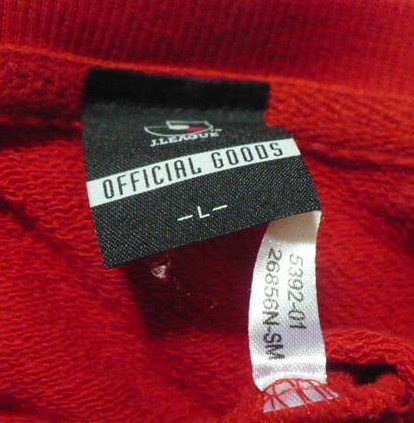 J.LEAGUE
OFFICIAL GOODS
-L-
5392-01
26856N-SM